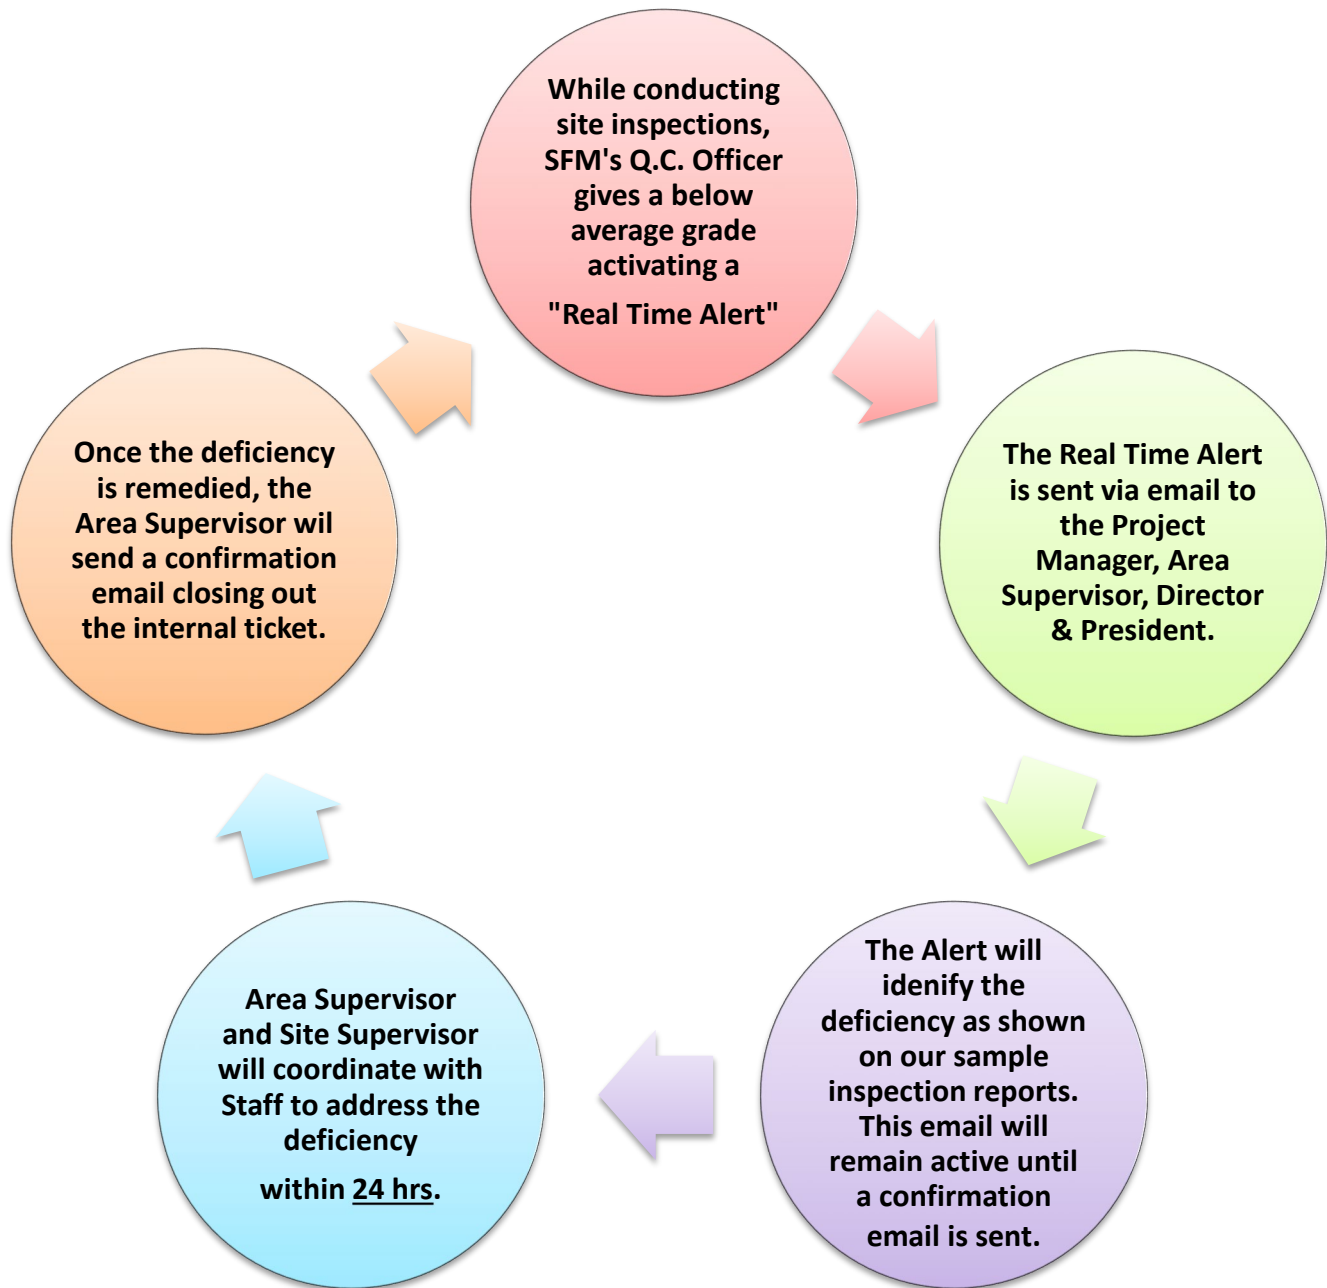 While conducting
site inspections,
SFM's Q.C. Officer
gives a below
average grade
activating a
"Real Time Alert"
The Real Time Alert
is sent via email to
the Project
Manager, Area
Supervisor, Director
& President.
The Alert will
idenify the
deficiency as shown
on our sample
inspection reports.
This email will
remain active until
a confirmation
email is sent.
Area Supervisor
and Site Supervisor
will coordinate with
Staff to address the
deficiency
within 24 hrs.
Once the deficiency
is remedied, the
Area Supervisor wil
send a confirmation
email closing out
the internal ticket.